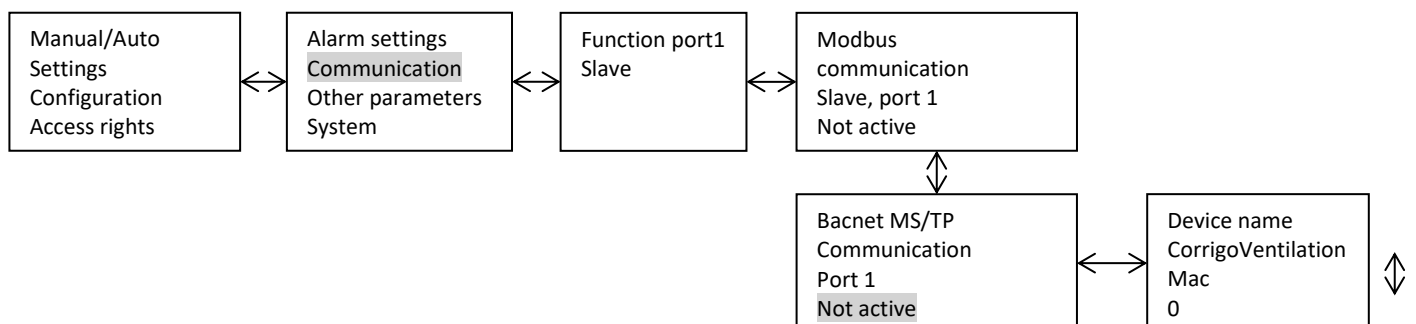 Manual/Auto
Settings
Configuration
Access rights
Alarm settings
Communication
Other parameters
System
Function port1
Slave
Modbus
communication
Slave, port 1
Not active
Bacnet MS/TP
Communication
Port 1
Not active
Device name
CorrigoVentilation
Mac
0